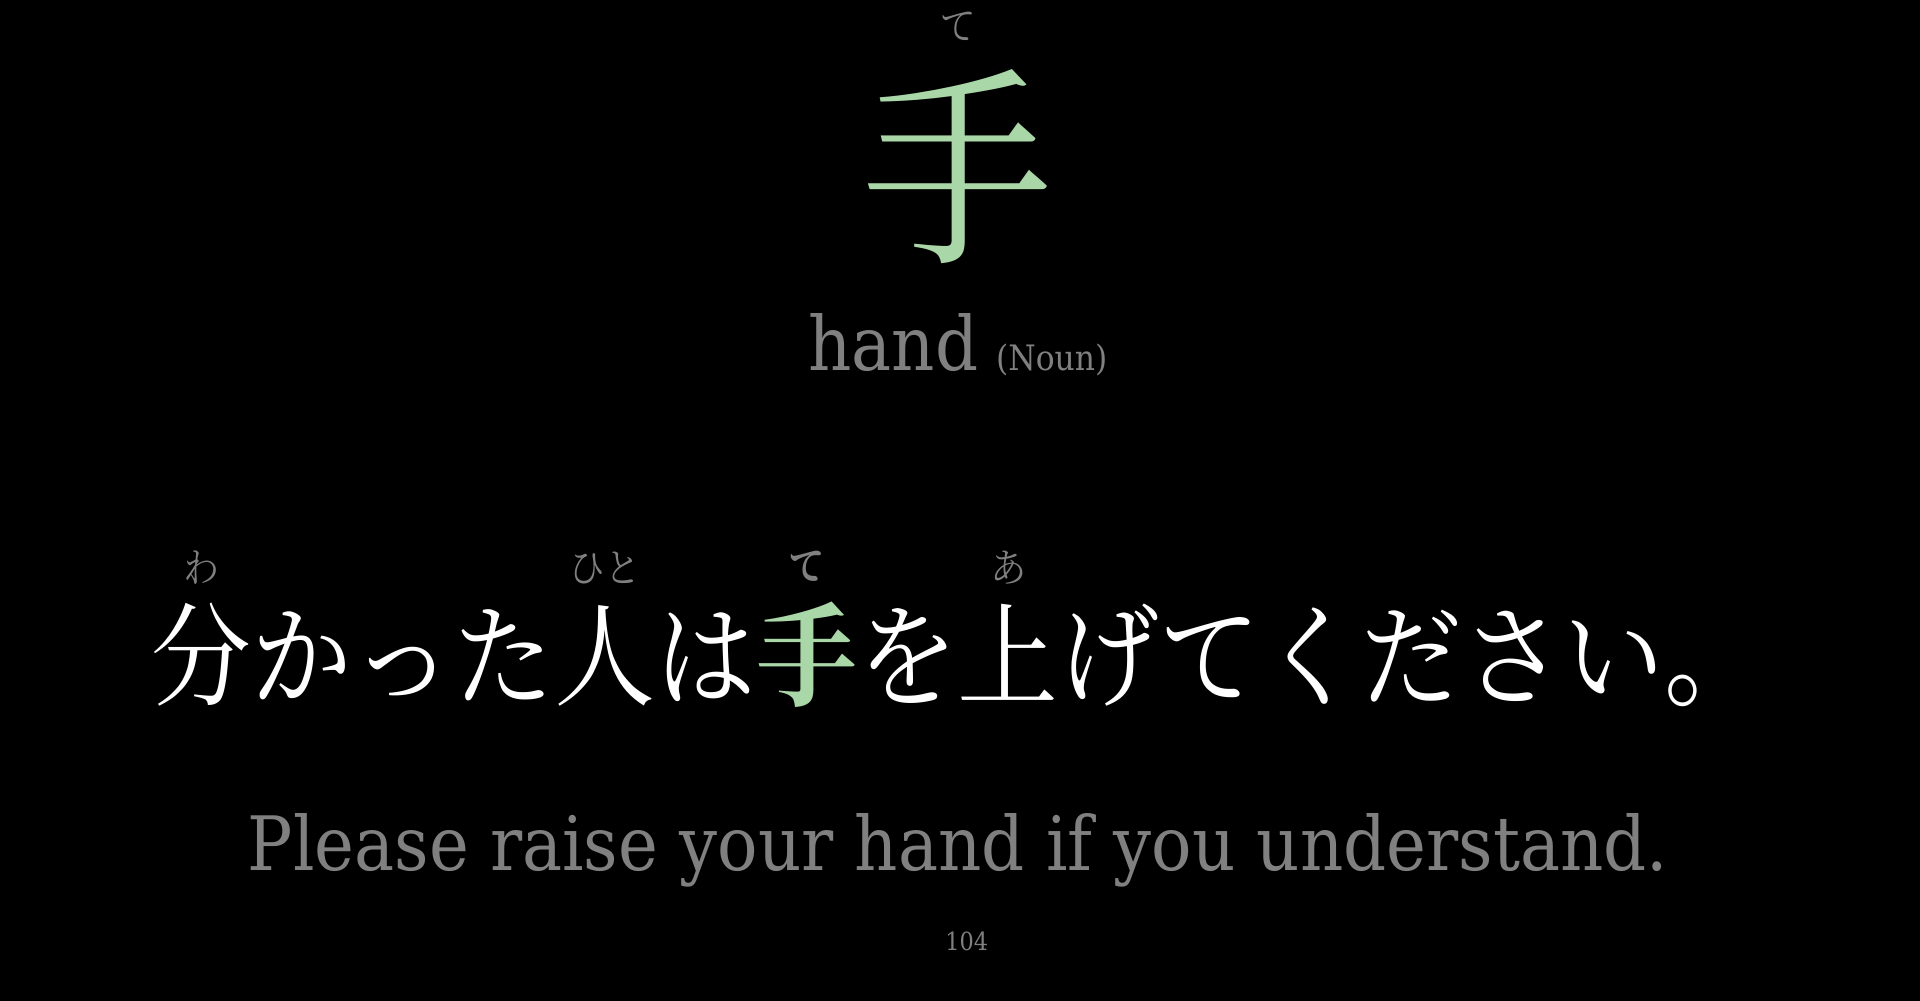 て
手
hand (Noun)
わ ひと て あ
分かった人は手を上げてください。
Please raise your hand if you understand.
104